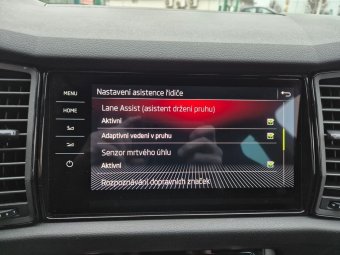 MENU
HOME
Nastavení asistence řidiče
Lane Assist (asistent držení pruhu)
Aktivní
Adaptivní vedení v pruhu
Senzor mrtvého úhlu
Aktivní
Rozpoznávání dopravních značek